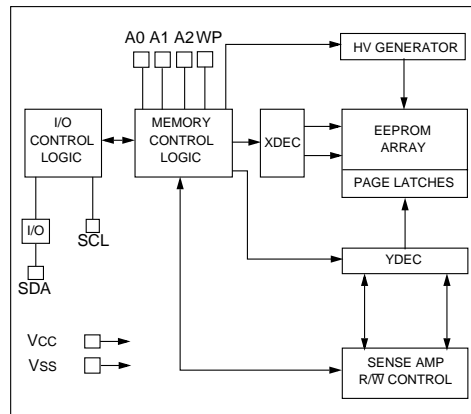 A0 A1 A2 WP
HV GENERATOR
I/O
CONTROL
LOGIC
MEMORY
CONTROL
LOGIC
XDEC
EEPROM
ARRAY
PAGE LATCHES
I/O
SCL
SDA
YDEC
VCC
VSS
SENSE AMP
R/W̅ CONTROL